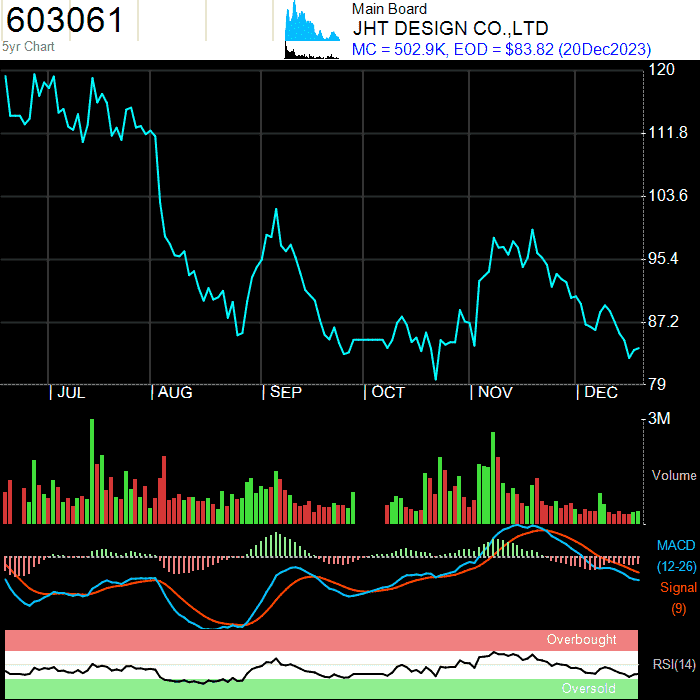 603061
5yr Chart
Main Board
JHT DESIGN CO.,LTD
MC = 502.9K, EOD = $83.82 (20Dec2023)
120
111.8
103.6
95.4
87.2
79
JUL AUG SEP OCT NOV DEC
3M
Volume
MACD
(12-26)
Signal
(9)
Overbought
RSI(14)
Oversold